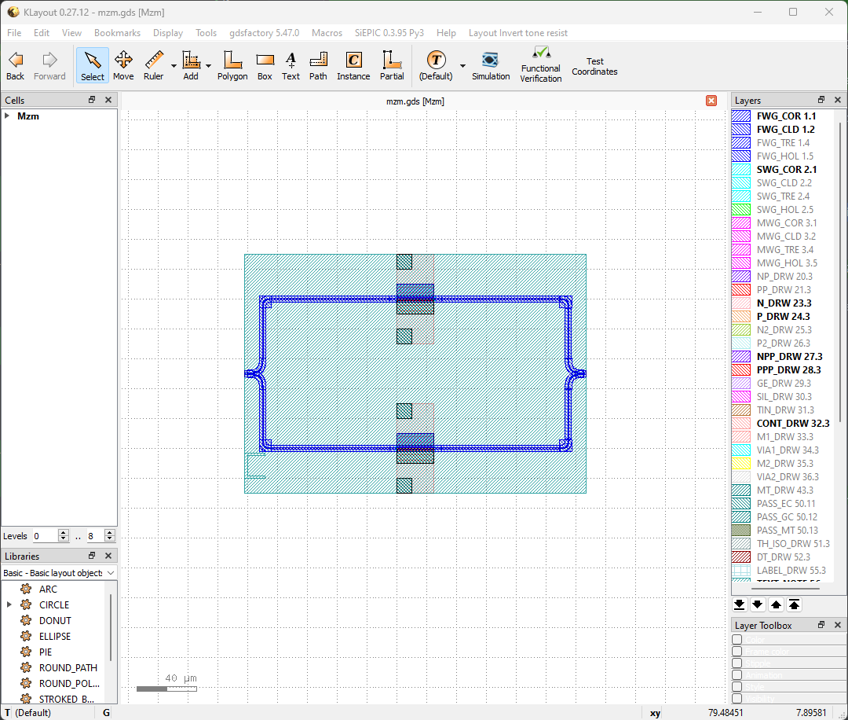 KLayout 0.27.12 - mzm.gds [Mzm]
File Edit View Bookmarks Display Tools gdsfactory 5.47.0 Macros SiEPIC 0.3.95 Py3 Help Layout Invert tone resist
Back Forward Select Move Ruler Add Polygon Box Text Path Instance Partial (Default) Simulation Functional Verification Test Coordinates
Cells
mzm.gds [Mzm]
Layers
Mzm
FWG_COR 1.1
FWG_CLD 1.2
FWG_TRE 1.4
FWG_HOL 1.5
SWG_COR 2.1
SWG_CLD 2.2
SWG_TRE 2.4
SWG_HOL 2.5
MWG_COR 3.1
MWG_CLD 3.2
MWG_TRE 3.4
MWG_HOL 3.5
NP_DRW 20.3
PP_DRW 21.3
N_DRW 23.3
P_DRW 24.3
N2_DRW 25.3
P2_DRW 26.3
NPP_DRW 27.3
PPP_DRW 28.3
GE_DRW 29.3
SIL_DRW 30.3
TIN_DRW 31.3
CONT_DRW 32.3
M1_DRW 33.3
VIA1_DRW 34.3
M2_DRW 35.3
VIA2_DRW 36.3
MT_DRW 43.3
PASS_EC 50.11
PASS_GC 50.12
PASS_MT 50.13
TH_ISO_DRW 51.3
DT_DRW 52.3
LABEL_DRW 55.3
Levels 0 .. 8
Libraries
Basic - Basic layout objects
ARC
CIRCLE
DONUT
ELLIPSE
PIE
ROUND_PATH
ROUND_POL...
STROKED_B...
40 µm
Layer Toolbox
T (Default) G xy 79.48451 7.89581